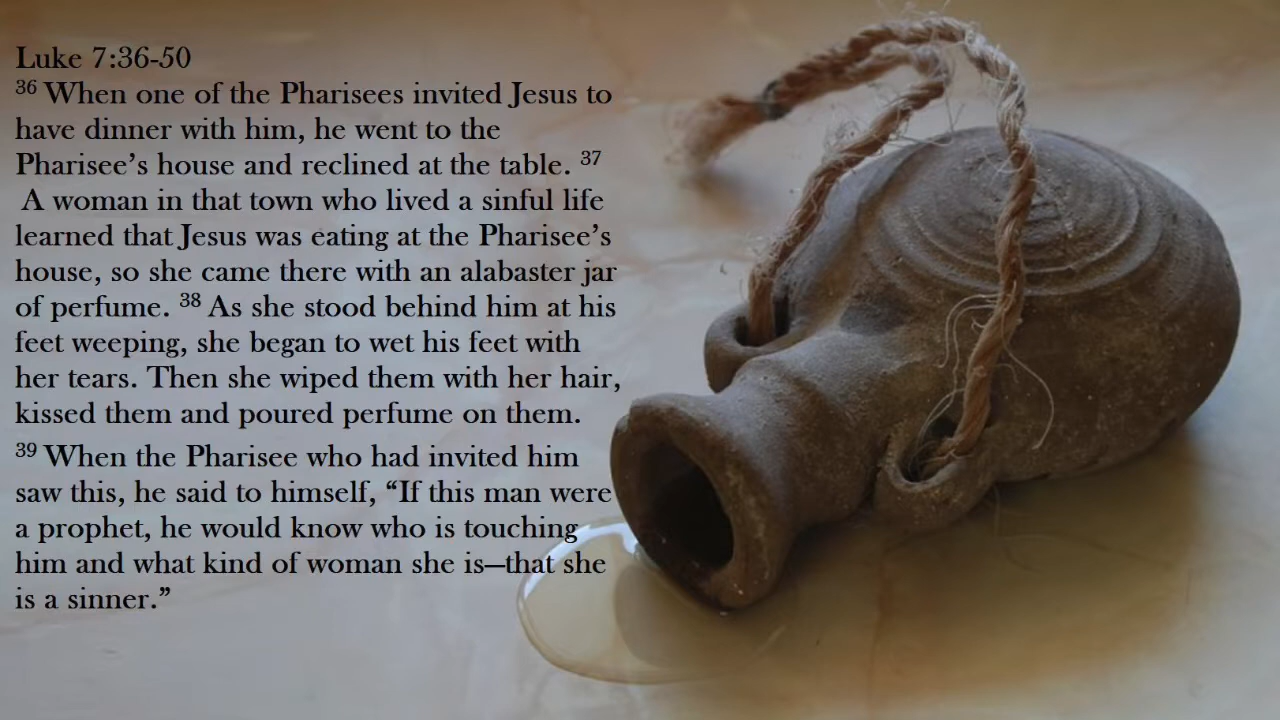 Luke 7:36-50
36 When one of the Pharisees invited Jesus to
have dinner with him, he went to the
Pharisee’s house and reclined at the table. 37
A woman in that town who lived a sinful life
learned that Jesus was eating at the Pharisee’s
house, so she came there with an alabaster jar
of perfume. 38 As she stood behind him at his
feet weeping, she began to wet his feet with
her tears. Then she wiped them with her hair,
kissed them and poured perfume on them.
39 When the Pharisee who had invited him
saw this, he said to himself, “If this man were
a prophet, he would know who is touching
him and what kind of woman she is—that she
is a sinner.”